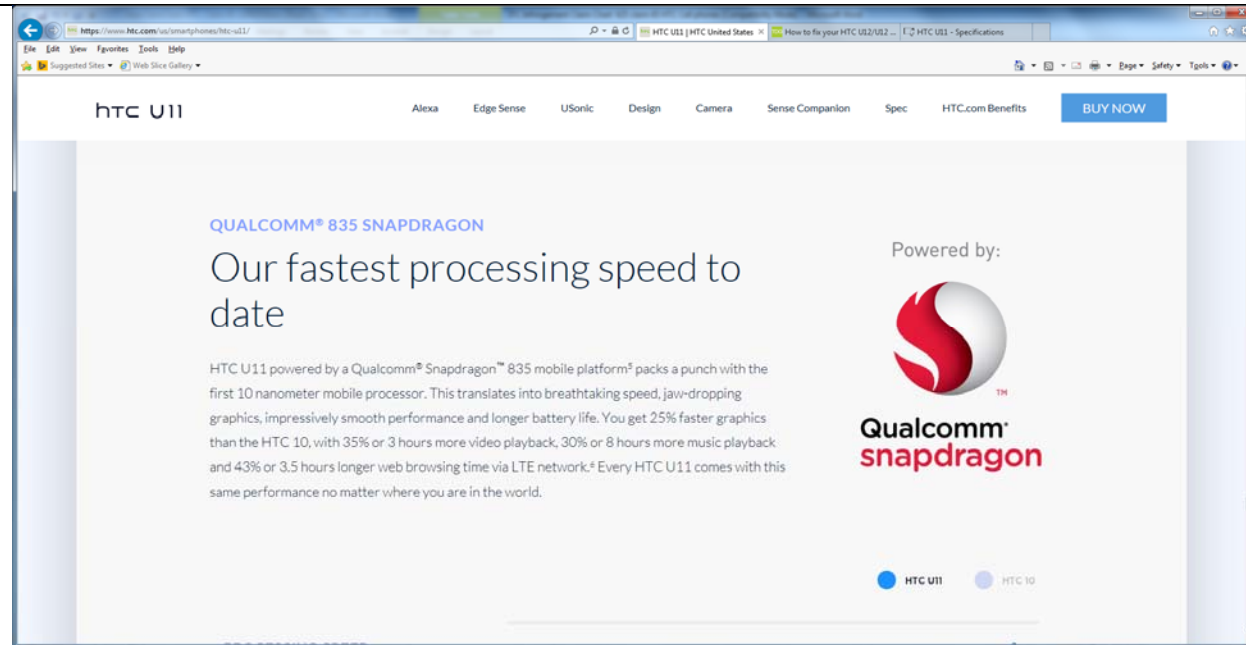 https://www.htc.com/us/smartphones/htc-u11/
HTC U11 | HTC United States
How to fix your HTC U12/U12 ...
HTC U11 - Specifications
File Edit View Favorites Tools Help
Suggested Sites Web Slice Gallery
Page Safety Tools
hTC U11
Alexa Edge Sense USonic Design Camera Sense Companion Spec HTC.com Benefits BUY NOW
QUALCOMM® 835 SNAPDRAGON
Our fastest processing speed to
date
HTC U11 powered by a Qualcomm® Snapdragon™ 835 mobile platform⁵ packs a punch with the
first 10 nanometer mobile processor. This translates into breathtaking speed, jaw-dropping
graphics, impressively smooth performance and longer battery life. You get 25% faster graphics
than the HTC 10, with 35% or 3 hours more video playback, 30% or 8 hours more music playback
and 43% or 3.5 hours longer web browsing time via LTE network.⁶ Every HTC U11 comes with this
same performance no matter where you are in the world.
Powered by:
TM
Qualcomm
snapdragon
HTC U11 HTC 10